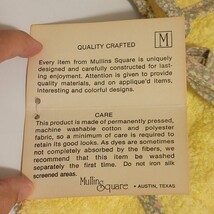 QUALITY CRAFTED
M
Every item from Mullins Square is uniquely
designed and carefully constructed for last-
ing enjoyment. Attention is given to provide
quality materials, and on applique'd items,
interesting and colorful designs.
CARE
This product is made of permanently pressed,
machine washable cotton and polyester
fabric, so a minimum of care is required to
retain its good looks. As dyes are sometimes
not completely absorbed by the fibers, we
recommend that this item be washed
separately the first time. Do not iron silk
screened areas.
Mullins
Square • AUSTIN, TEXAS